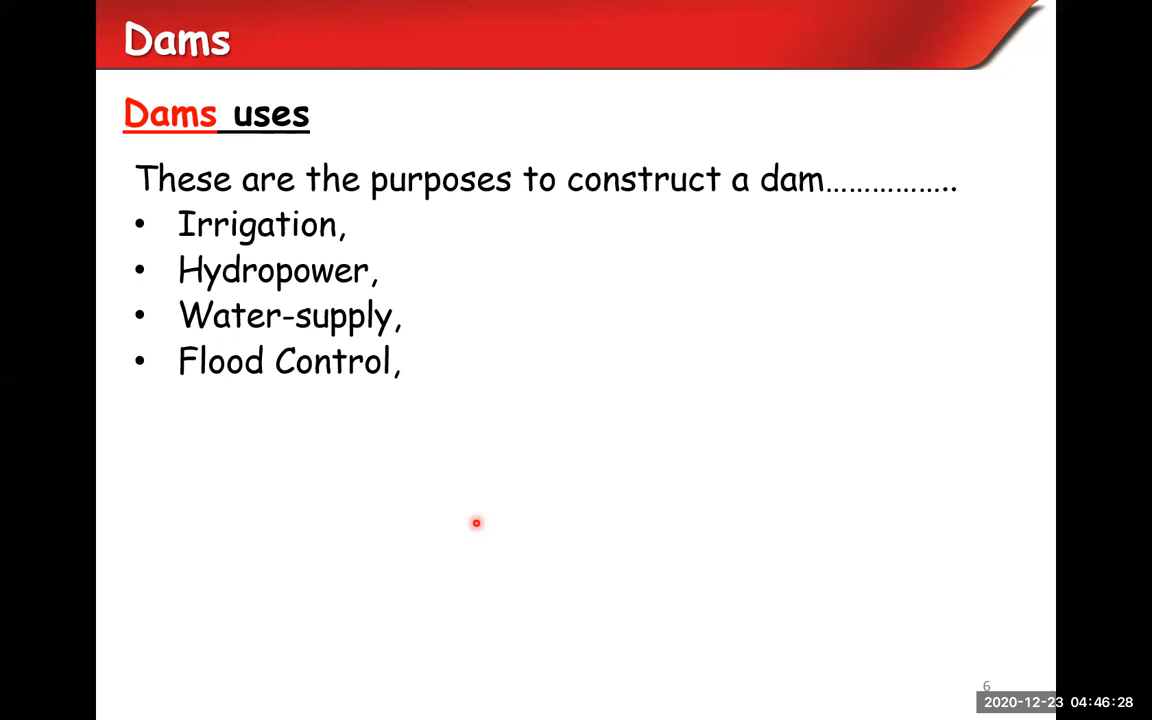 Dams
Dams uses
These are the purposes to construct a dam……………..
• Irrigation,
• Hydropower,
• Water-supply,
• Flood Control,
6
2020-12-23 04:46:28